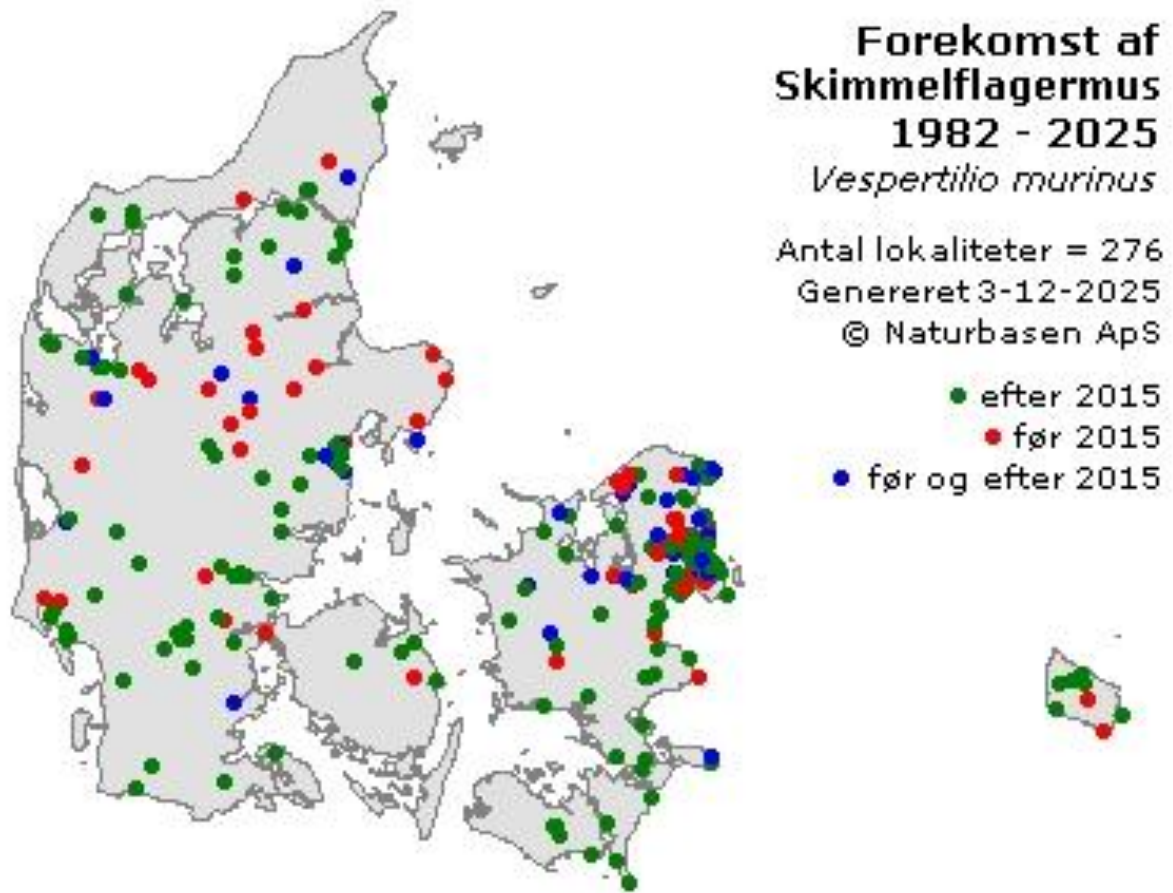 Forekomst af
Skimmelflagermus
1982 - 2025
Vespertilio murinus
Antal lokaliteter = 276
Genereret 3-12-2025
© Naturbasen ApS
efter 2015
før 2015
før og efter 2015